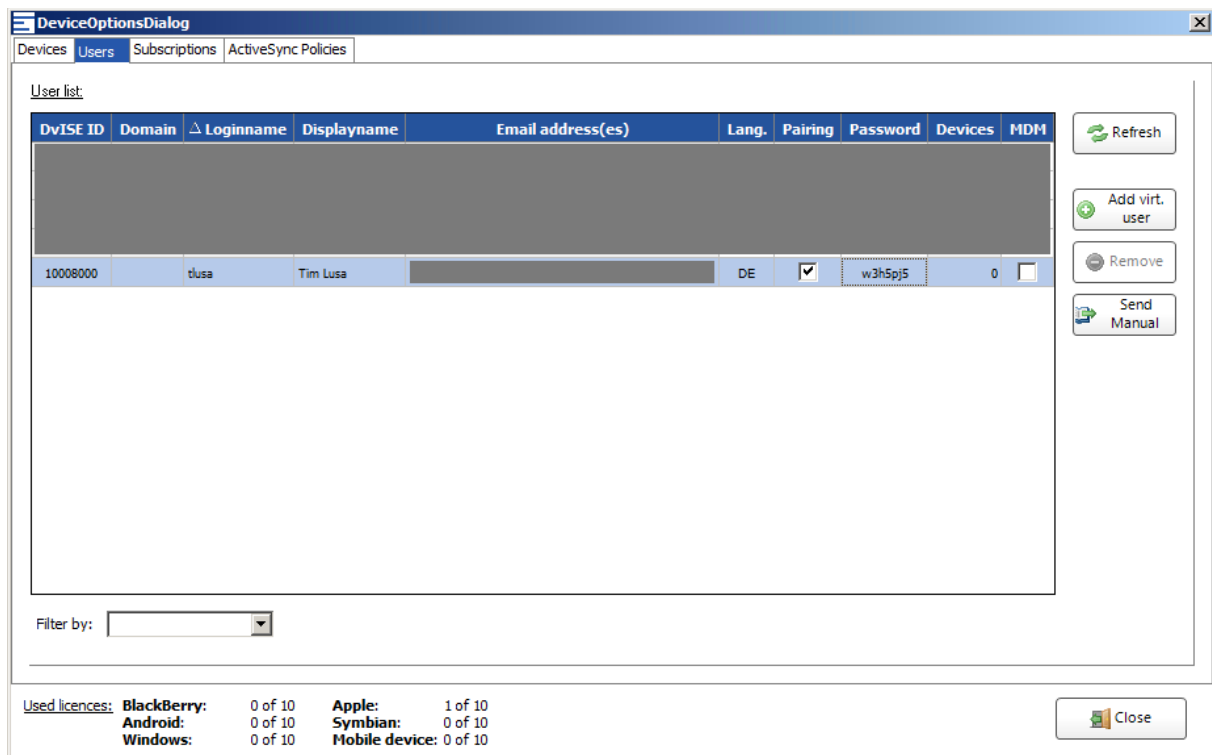 DeviceOptionsDialog
Devices Users Subscriptions ActiveSync Policies
User list:
DvISE ID Domain △ Loginname Displayname Email address(es) Lang. Pairing Password Devices MDM
10008000 tlusa Tim Lusa DE w3h5pj5 0
Refresh
Add virt.
user
Remove
Send
Manual
Filter by:
Used licences: BlackBerry: 0 of 10 Apple: 1 of 10
Android: 0 of 10 Symbian: 0 of 10
Windows: 0 of 10 Mobile device: 0 of 10
Close